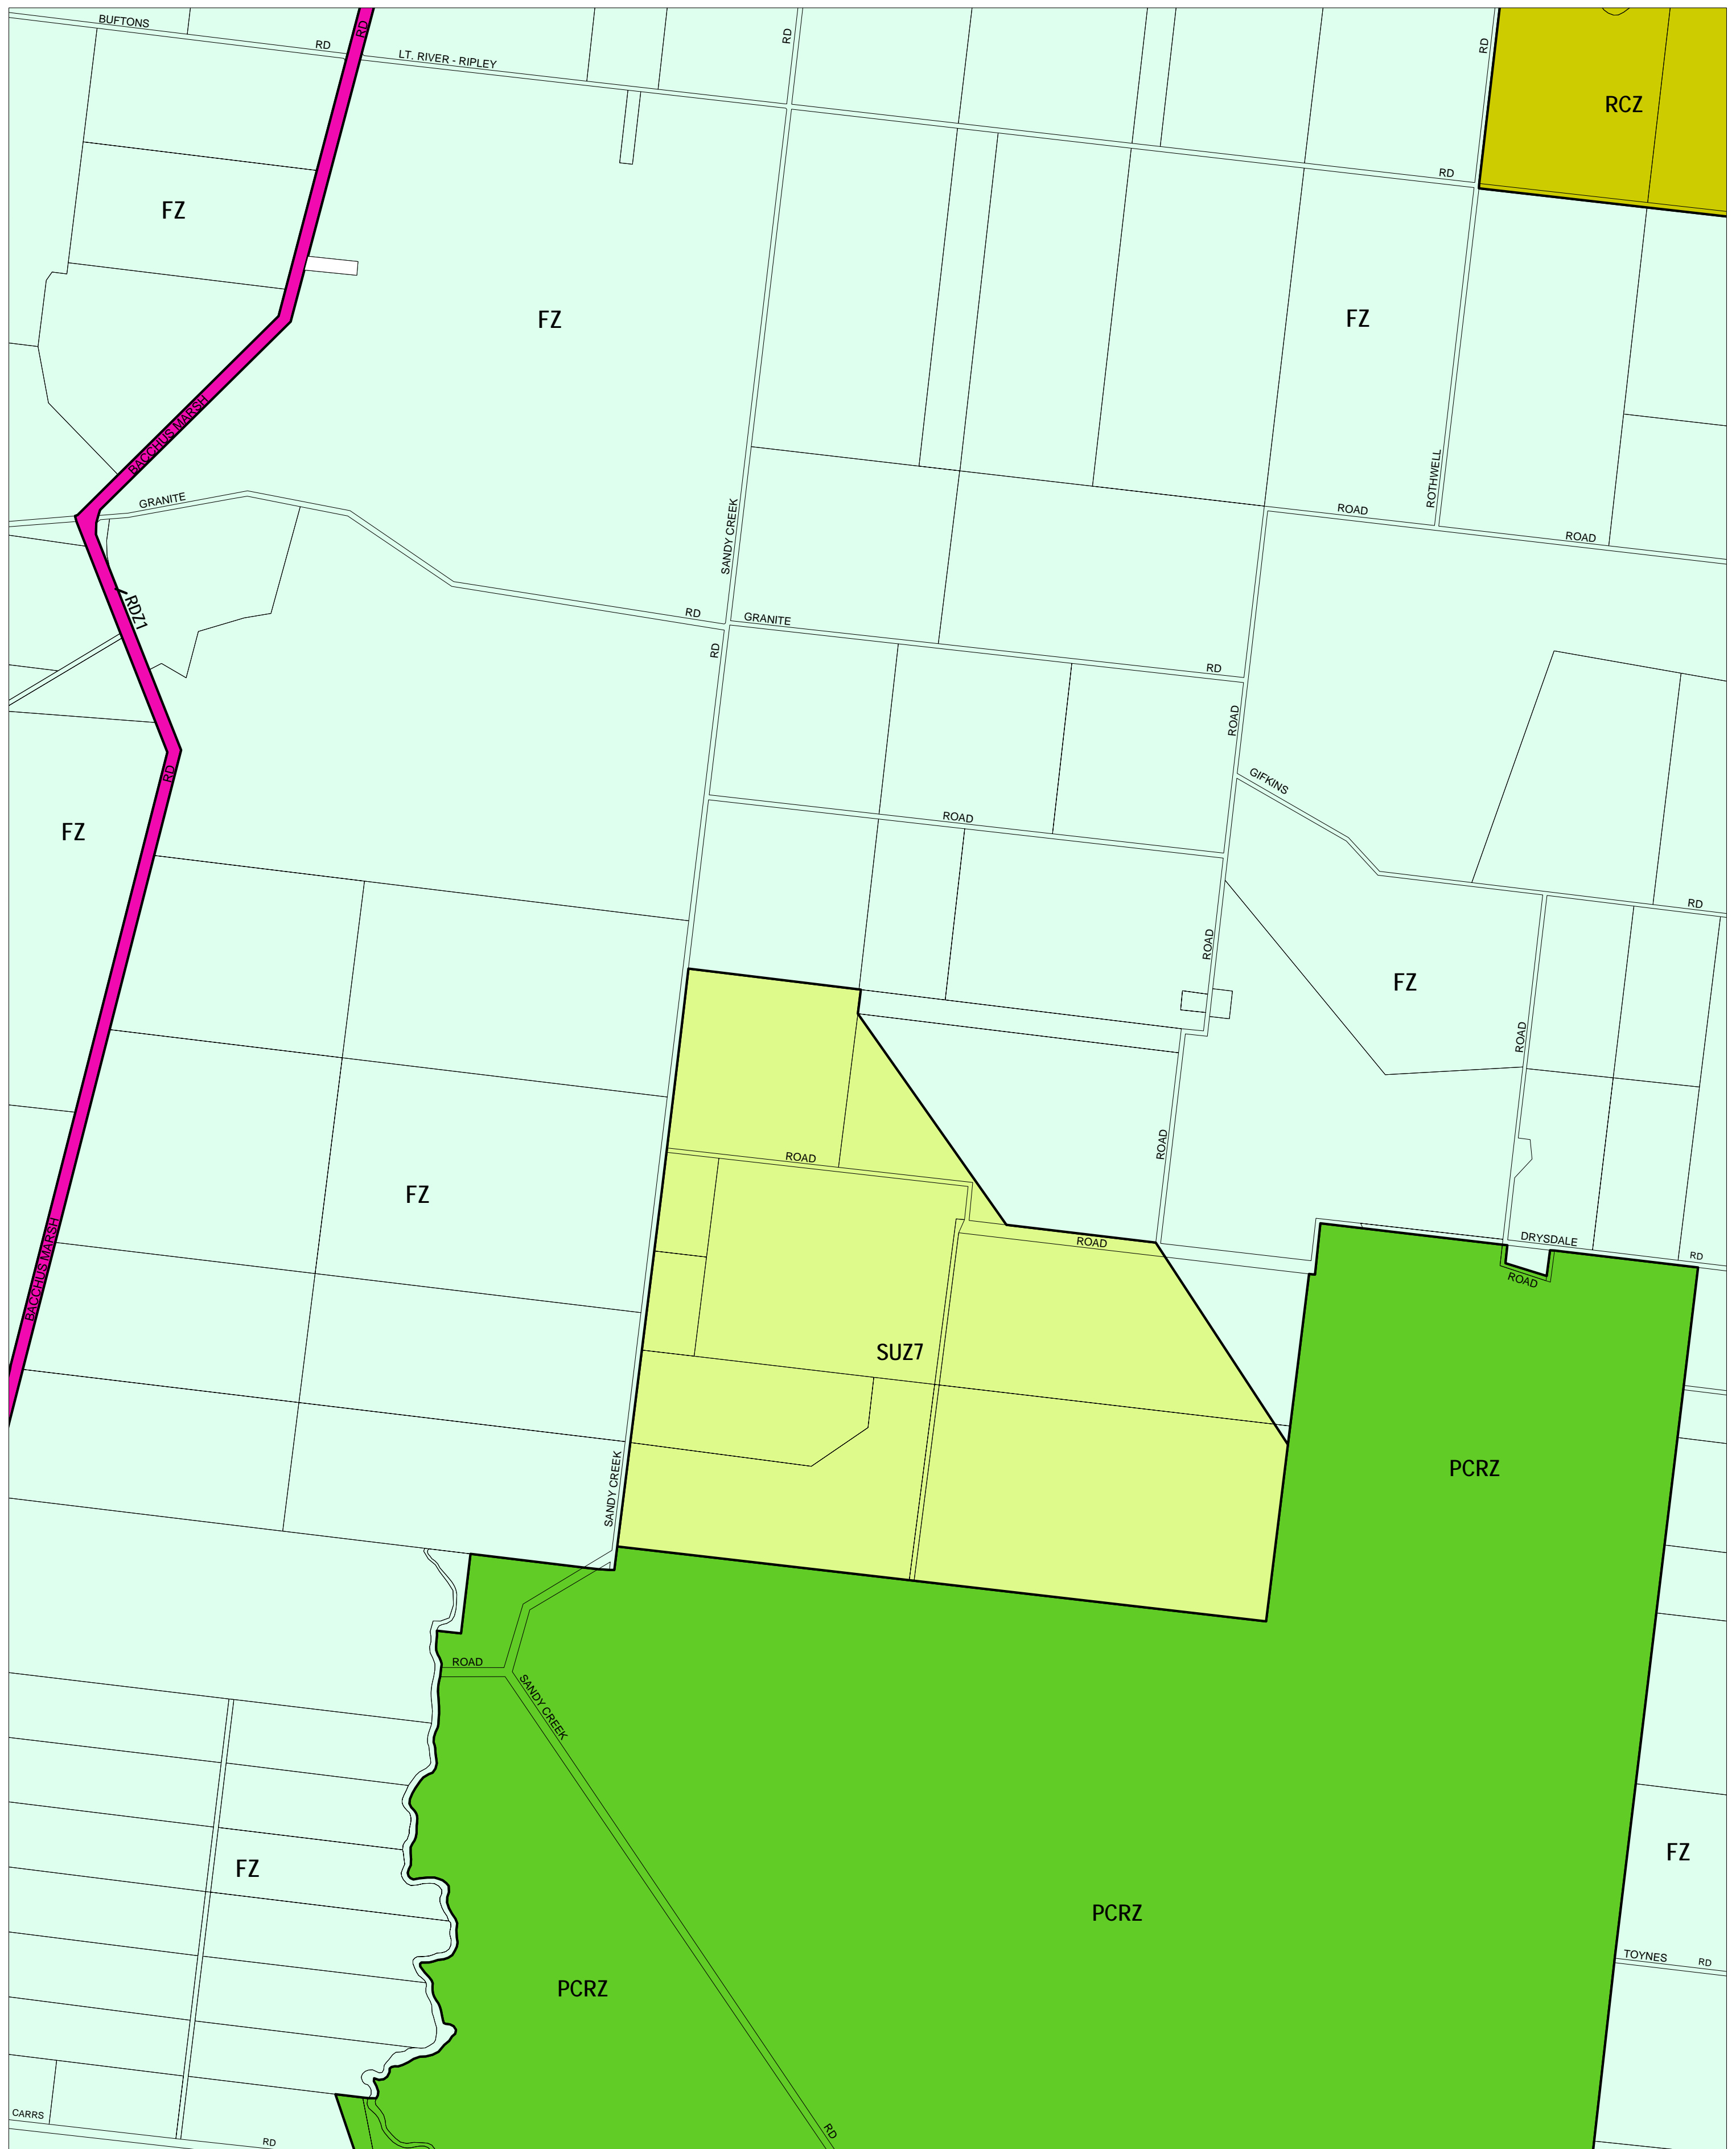 BUFTONS
RD
RD
LT. RIVER - RIPLEY
RD
RD
RCZ
RD
FZ
FZ
FZ
BACCHUS MARSH
GRANITE
SANDY CREEK
ROTHWELL
ROAD
ROAD
RDZ1
RD
GRANITE
RD
RD
ROAD
RD
GIFKINS
FZ
ROAD
RD
ROAD
FZ
ROAD
ROAD
ROAD
FZ
BACCHUS MARSH
ROAD
DRYSDALE
RD
ROAD
SUZ7
SANDY CREEK
PCRZ
ROAD
SANDY CREEK
FZ
FZ
PCRZ
TOYNES
RD
PCRZ
CARRS
RD
RD